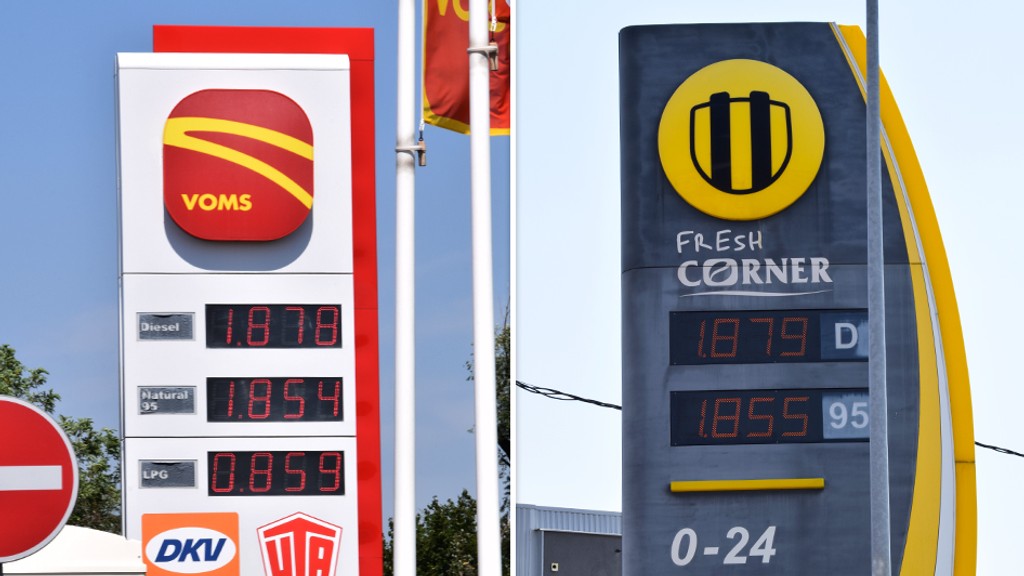 VOMS
Diesel
1.878
Natural
95
1.854
LPG
0.859
DKV
UTA
FRESH
CORNER
1.879 D
1.855 95
0-24